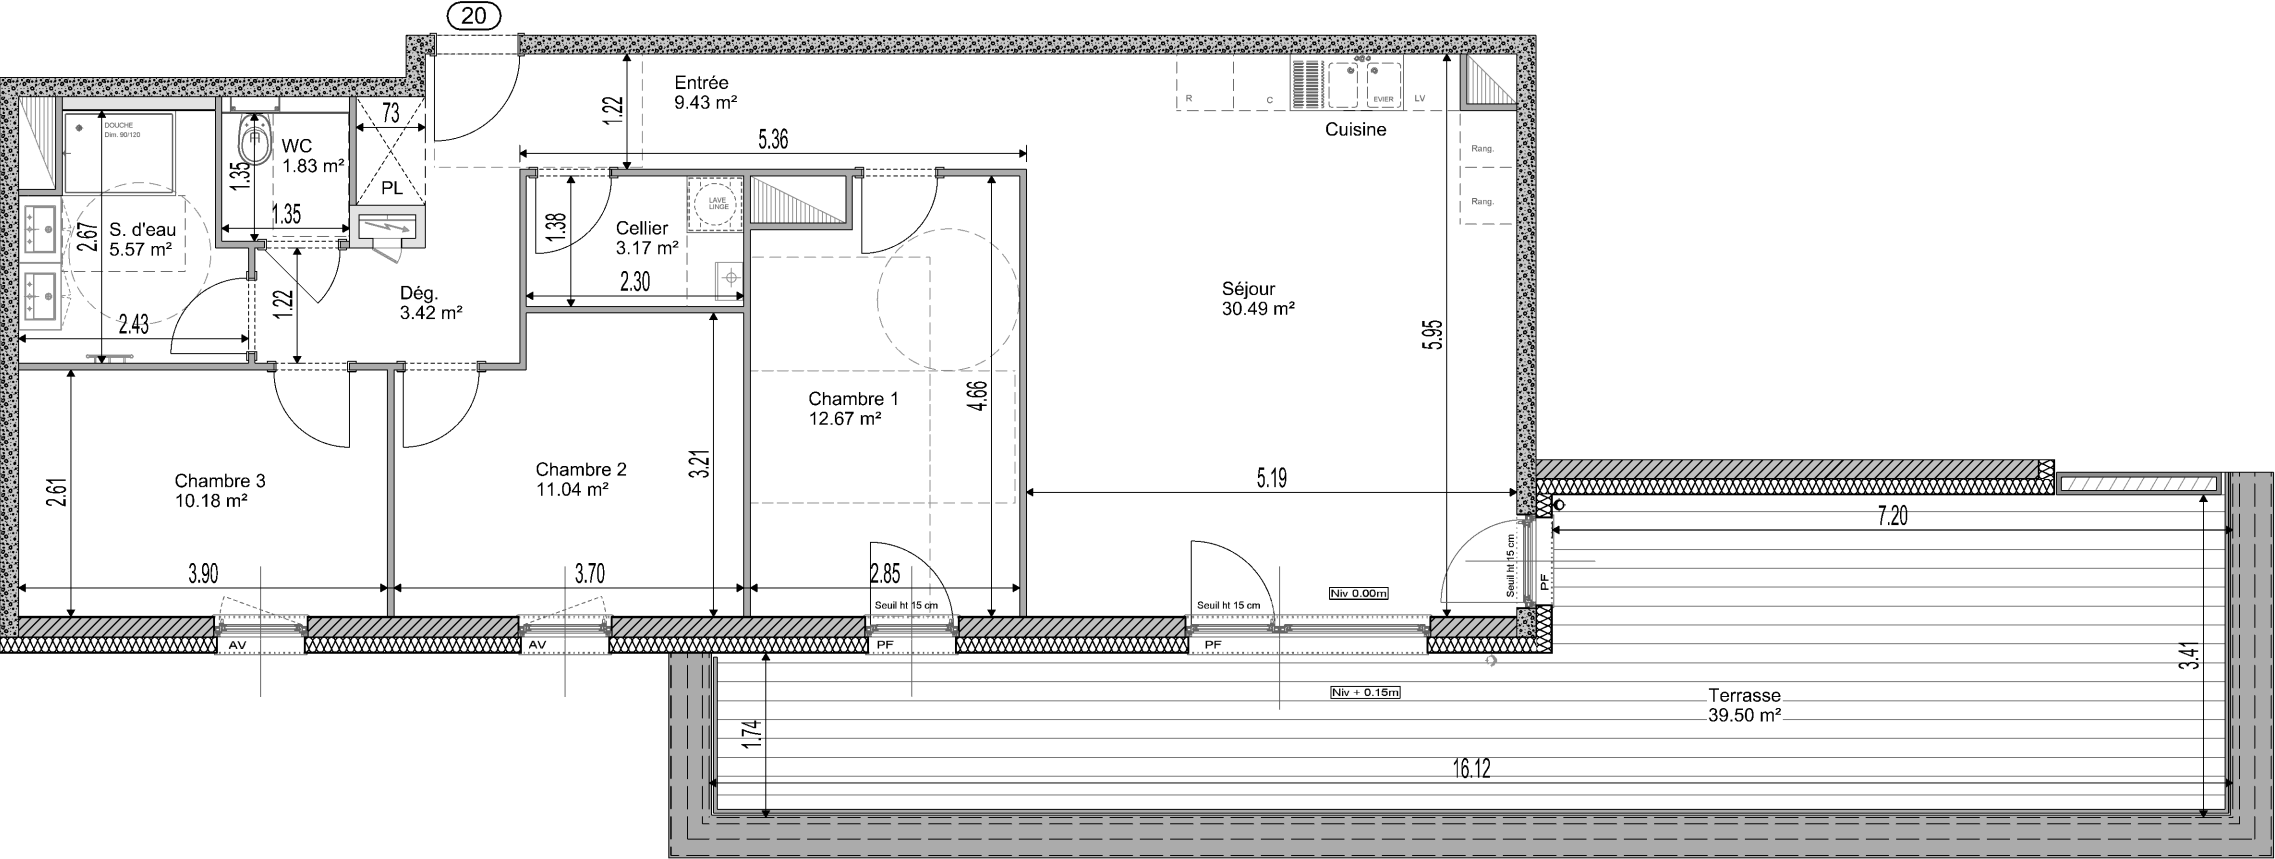 20
Entrée
9.43 m²
1.22
5.36
R
C
EVIER
LV
Cuisine
Rang.
Rang.
DOUCHE
Dim. 90/120
WC
1.83 m²
1.35
1.35
73
PL
S. d'eau
5.57 m²
2.67
2.43
1.22
Dég.
3.42 m²
1.38
Cellier
3.17 m²
LAVE
LINGE
2.30
Séjour
30.49 m²
5.95
5.19
Chambre 1
12.67 m²
4.66
2.85
Chambre 2
11.04 m²
3.21
3.70
Chambre 3
10.18 m²
2.61
3.90
Seuil ht 15 cm
Seuil ht 15 cm
Niv 0.00m
Seuil ht 15 cm
PF
AV
AV
PF
PF
7.20
3.41
Niv + 0.15m
Terrasse
39.50 m²
1.74
16.12